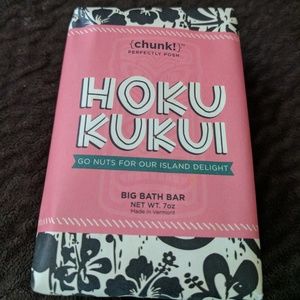 {chunk!}™
PERFECTLY POSH
HOKU
KUKUI
GO NUTS FOR OUR ISLAND DELIGHT
BIG BATH BAR
NET WT. 7oz
Made in Vermont